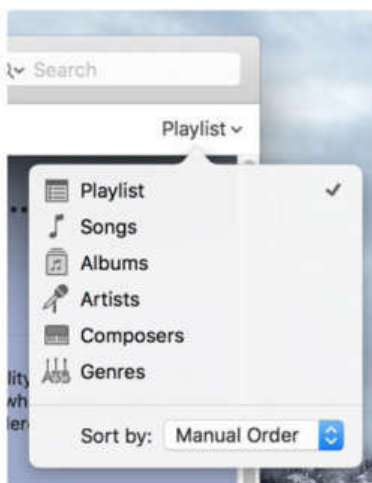 Search
Playlist
Playlist
Songs
Albums
Artists
Composers
Genres
Sort by: Manual Order